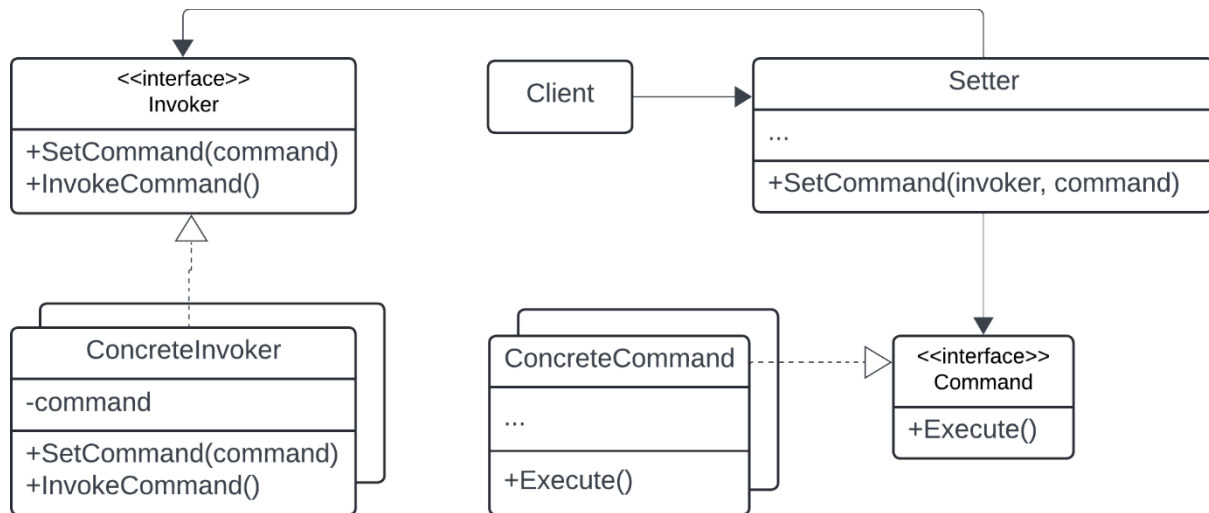 <<interface>>
Invoker
+SetCommand(command)
+InvokeCommand()
Client
Setter
...
+SetCommand(invoker, command)
ConcreteInvoker
-command
+SetCommand(command)
+InvokeCommand()
ConcreteCommand
...
+Execute()
<<interface>>
Command
+Execute()